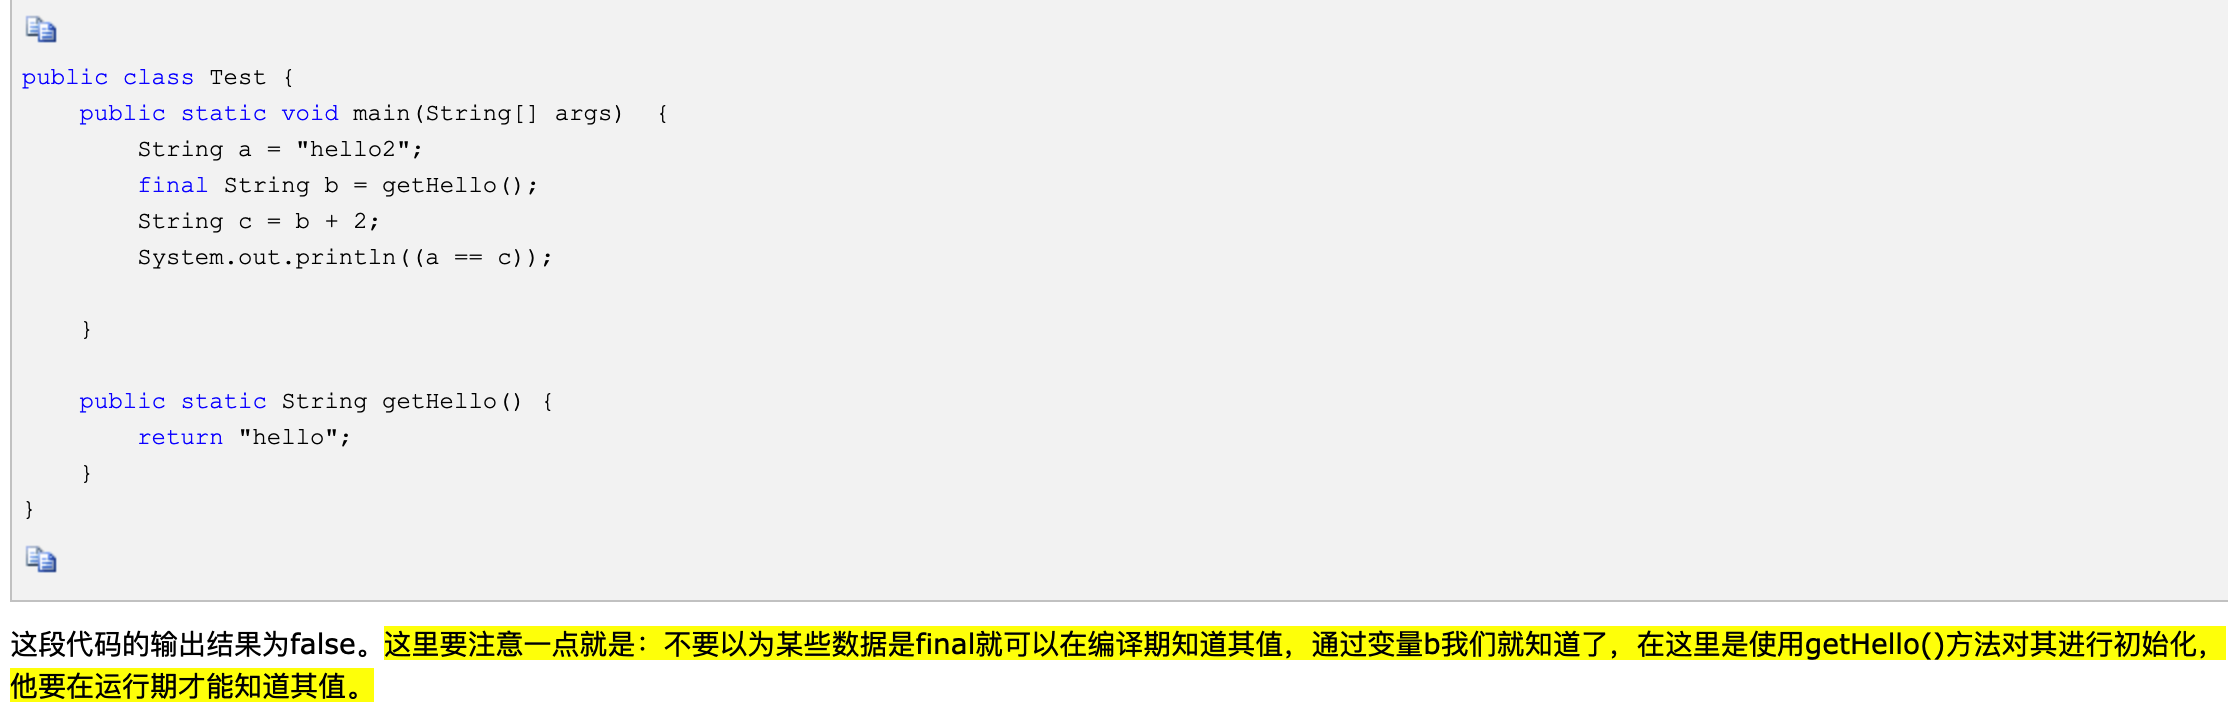 public class Test {
    public static void main(String[] args)  {
        String a = "hello2";
        final String b = getHello();
        String c = b + 2;
        System.out.println((a == c));
    }
    public static String getHello() {
        return "hello";
    }
}
这段代码的输出结果为false。这里要注意一点就是：不要以为某些数据是final就可以在编译期知道其值，通过变量b我们就知道了，在这里是使用getHello()方法对其进行初始化，
他要在运行期才能知道其值。